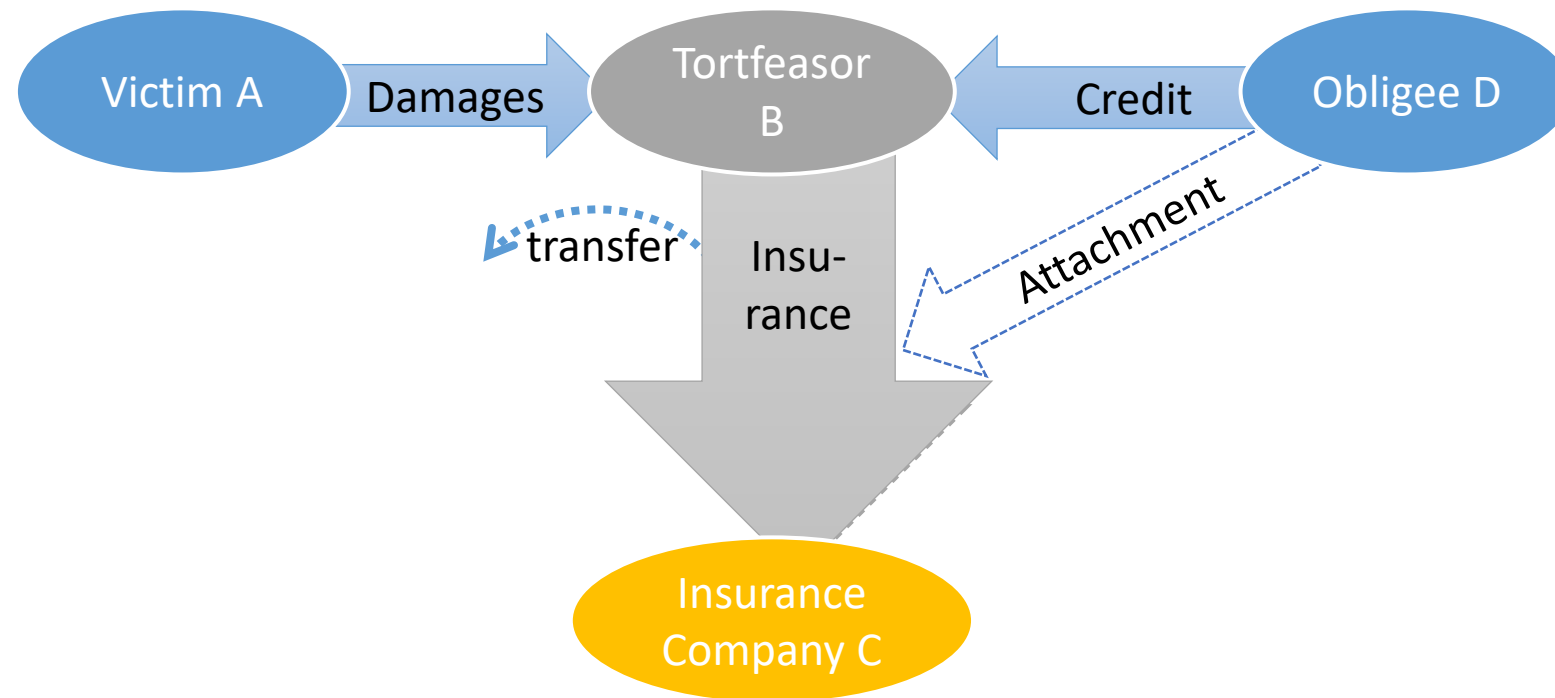 Victim A
Damages
Tortfeasor
B
Credit
Obligee D
transfer
Insu-
rance
Attachment
Insurance
Company C